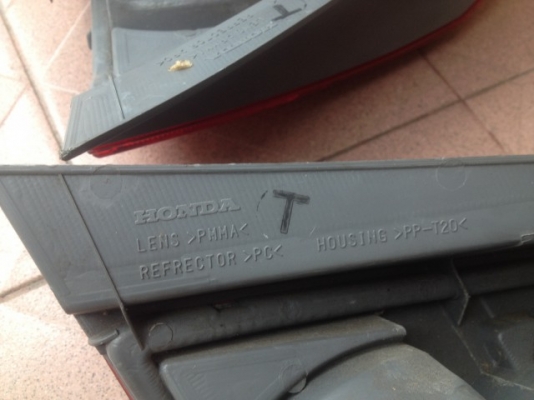 HONDA
T
LENS >PMMA<
HOUSING >PP-T20<
REFRECTOR >PC<
T